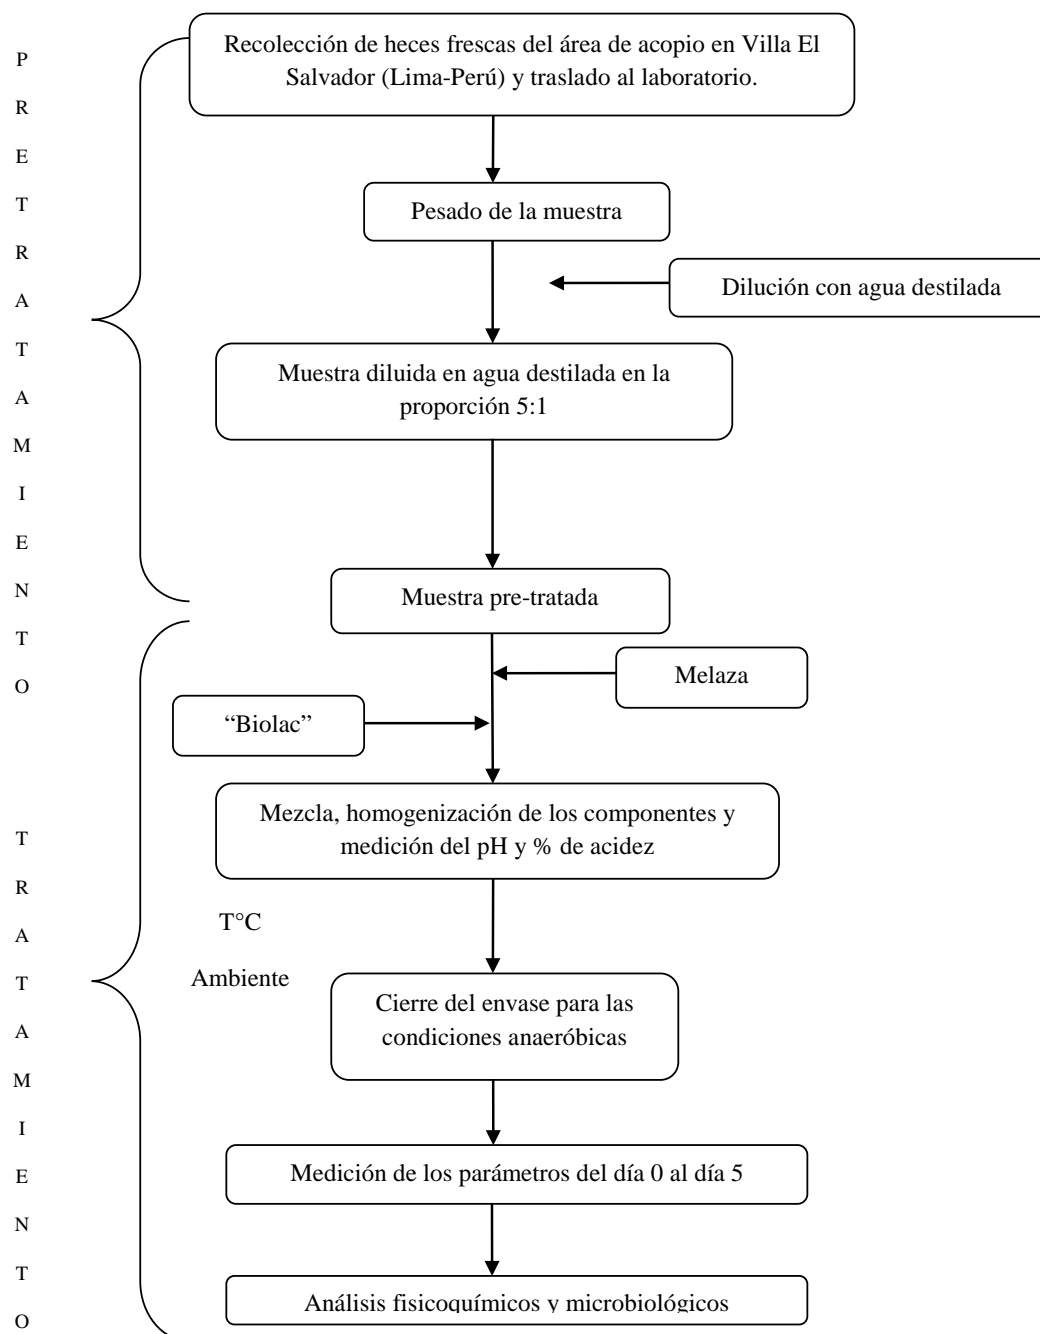 PRETRATAMIENTO
Recolección de heces frescas del área de acopio en Villa El
Salvador (Lima-Perú) y traslado al laboratorio.
Pesado de la muestra
Dilución con agua destilada
Muestra diluida en agua destilada en la
proporción 5:1
Muestra pre-tratada
Melaza
“Biolac”
TRATAMIENTO
Mezcla, homogenización de los componentes y
medición del pH y % de acidez
T°C
Ambiente
Cierre del envase para las
condiciones anaeróbicas
Medición de los parámetros del día 0 al día 5
Análisis fisicoquímicos y microbiológicos